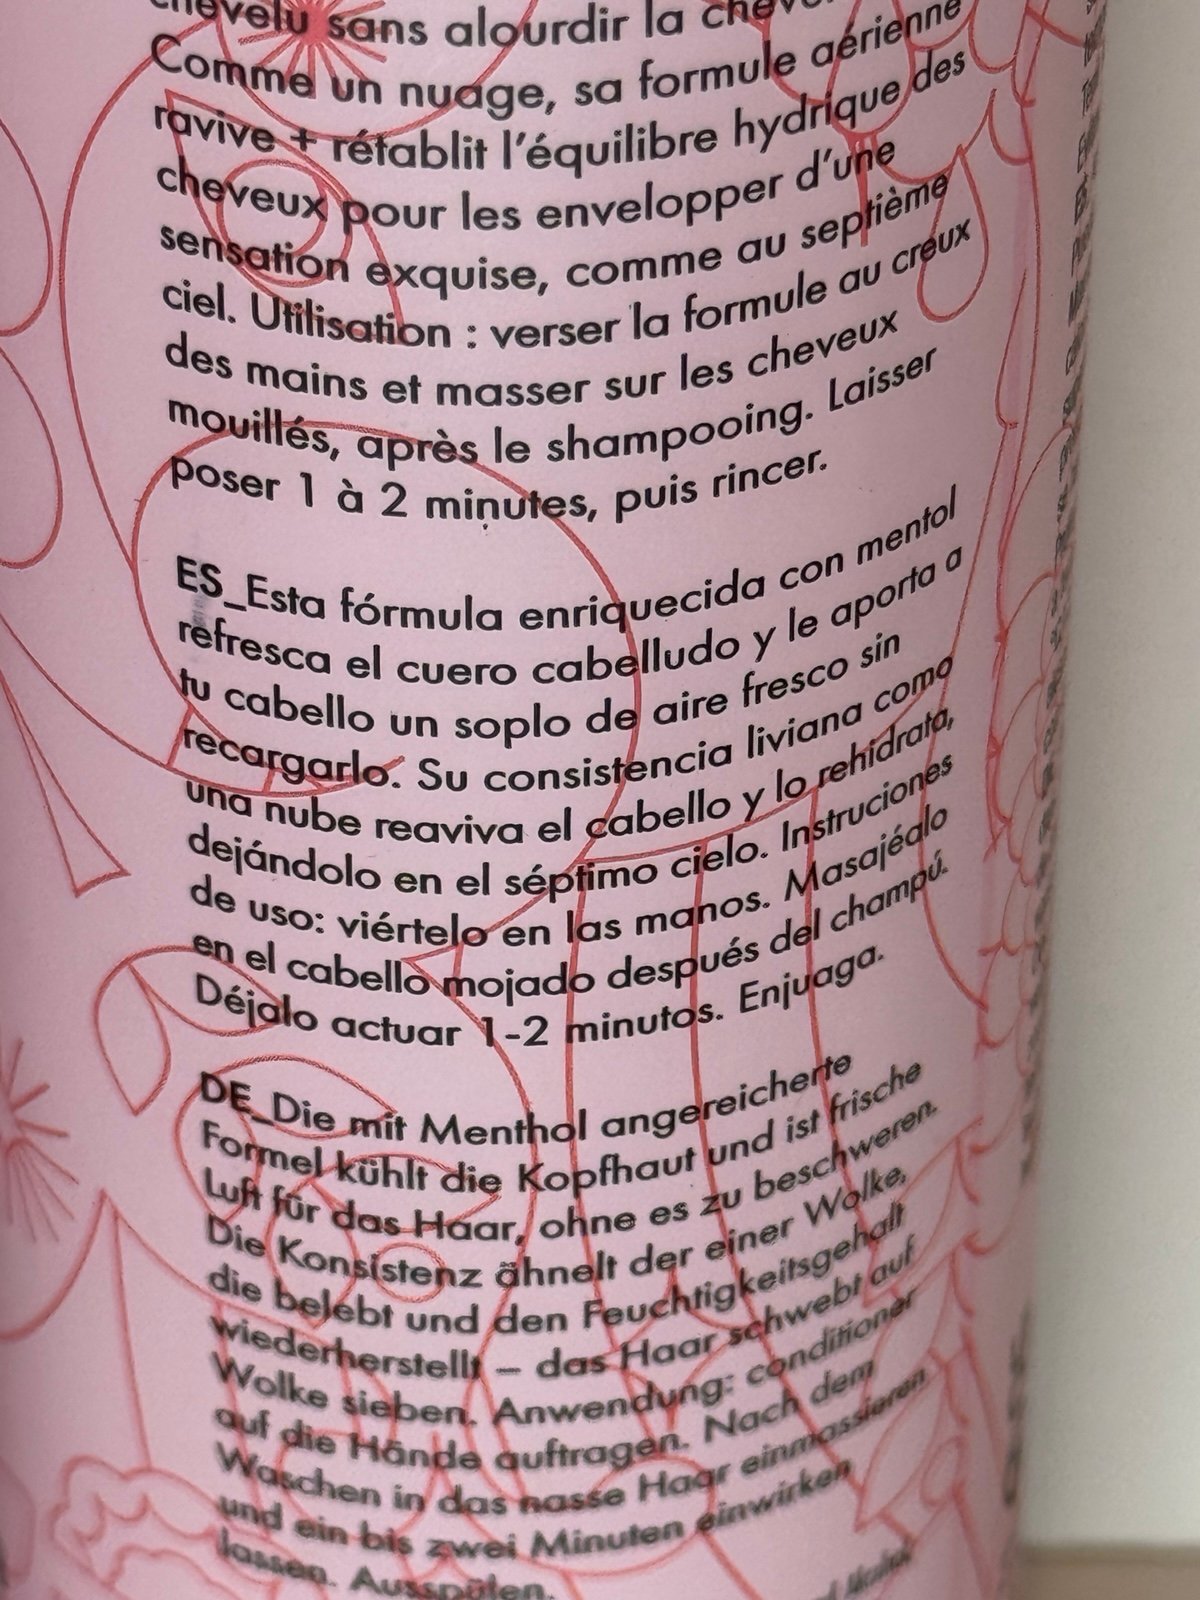 chevelu sans alourdir la
Comme un nuage, sa formule aérienne
ravive + rétablit l'équilibre hydrique des
cheveux pour les envelopper d'une
sensation exquise, comme au septième
ciel. Utilisation : verser la formule au creux
des mains et masser sur les cheveux
mouillés, après le shampooing. Laisser
poser 1 à 2 minutes, puis rincer.
ES_Esta fórmula enriquecida con mentol
refresca el cuero cabelludo y le aporta a
tu cabello un soplo de aire fresco sin
recargarlo. Su consistencia liviana como
una nube reaviva el cabello y lo rehidrata,
dejándolo en el séptimo cielo. Instruciones
de uso: viértelo en las manos. Masajéalo
en el cabello mojado después del champú.
Déjalo actuar 1-2 minutos. Enjuaga.
DE_Die mit Menthol angereicherte
Formel kühlt die Kopfhaut und ist frische
Luft für das Haar, ohne es zu beschweren.
Die Konsistenz ähnelt der einer Wolke,
die belebt und den Feuchtigkeitsgehalt
wiederherstellt – das Haar schwebt auf
Wolke sieben. Anwendung: conditioner
auf die Hände auftragen. Nach dem
Waschen in das nasse Haar einmassieren
und ein bis zwei Minuten einwirken
lassen. Ausspülen.